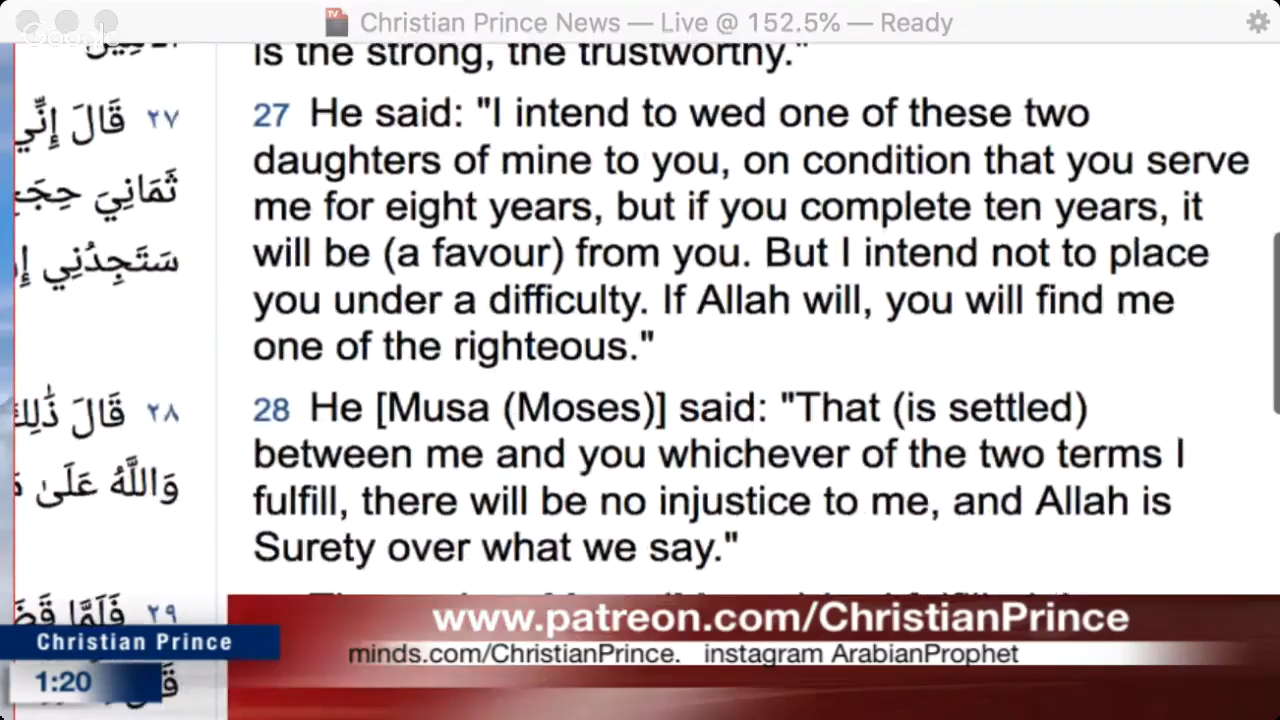 Christian Prince News — Live @ 152.5% — Ready
Google
TV
is the strong, the trustworthy."
27 He said: "I intend to wed one of these two
daughters of mine to you, on condition that you serve
me for eight years, but if you complete ten years, it
will be (a favour) from you. But I intend not to place
you under a difficulty. If Allah will, you will find me
one of the righteous."
٢٧ قَالَ إِنِّي
ثَمَانِيَ حِجَجٍ
سَتَجِدُنِي
28 He [Musa (Moses)] said: "That (is settled)
between me and you whichever of the two terms I
fulfill, there will be no injustice to me, and Allah is
Surety over what we say."
٢٨ قَالَ ذَٰلِكَ
وَاللَّهُ عَلَىٰ
٢٩ فَلَمَّا
www.patreon.com/ChristianPrince
Christian Prince
minds.com/ChristianPrince. instagram ArabianProphet
1:20